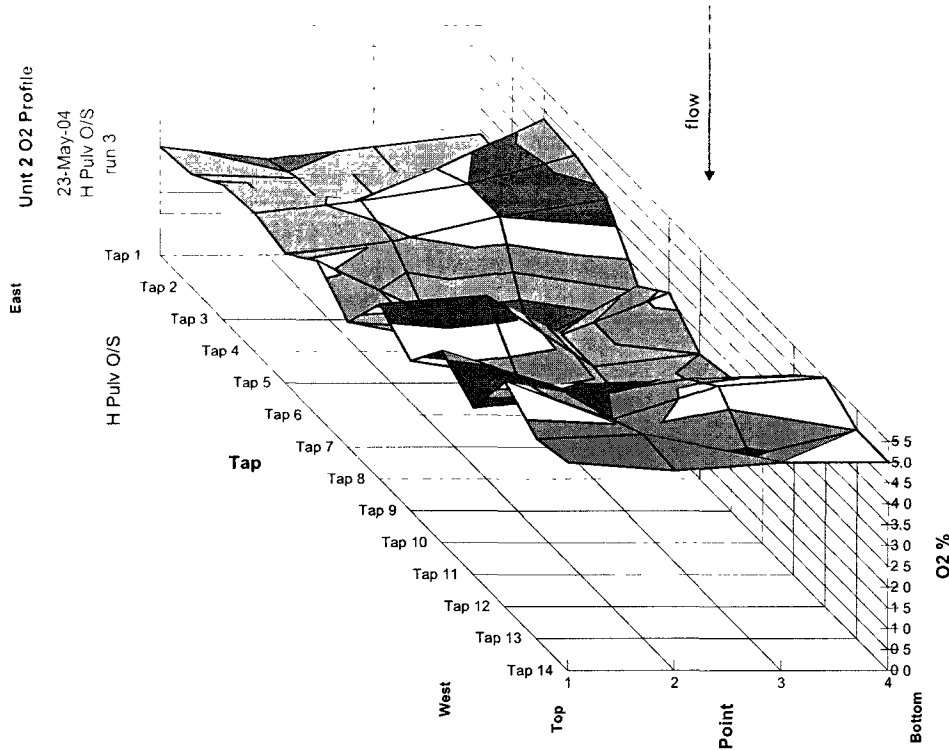 Unit 2 O2 Profile
23-May-04
H Pulv O/S
run 3
East
H Pulv O/S
flow
Tap 1
Tap 2
Tap 3
Tap 4
Tap 5
Tap 6
Tap 7
Tap 8
Tap 9
Tap 10
Tap 11
Tap 12
Tap 13
Tap 14
Tap
West
Top
1
2
3
4
Point
Bottom
5 5
5.0
4 5
4 0
3.5
3 0
2 5
2 0
1 5
1 0
0 5
0 0
O2 %